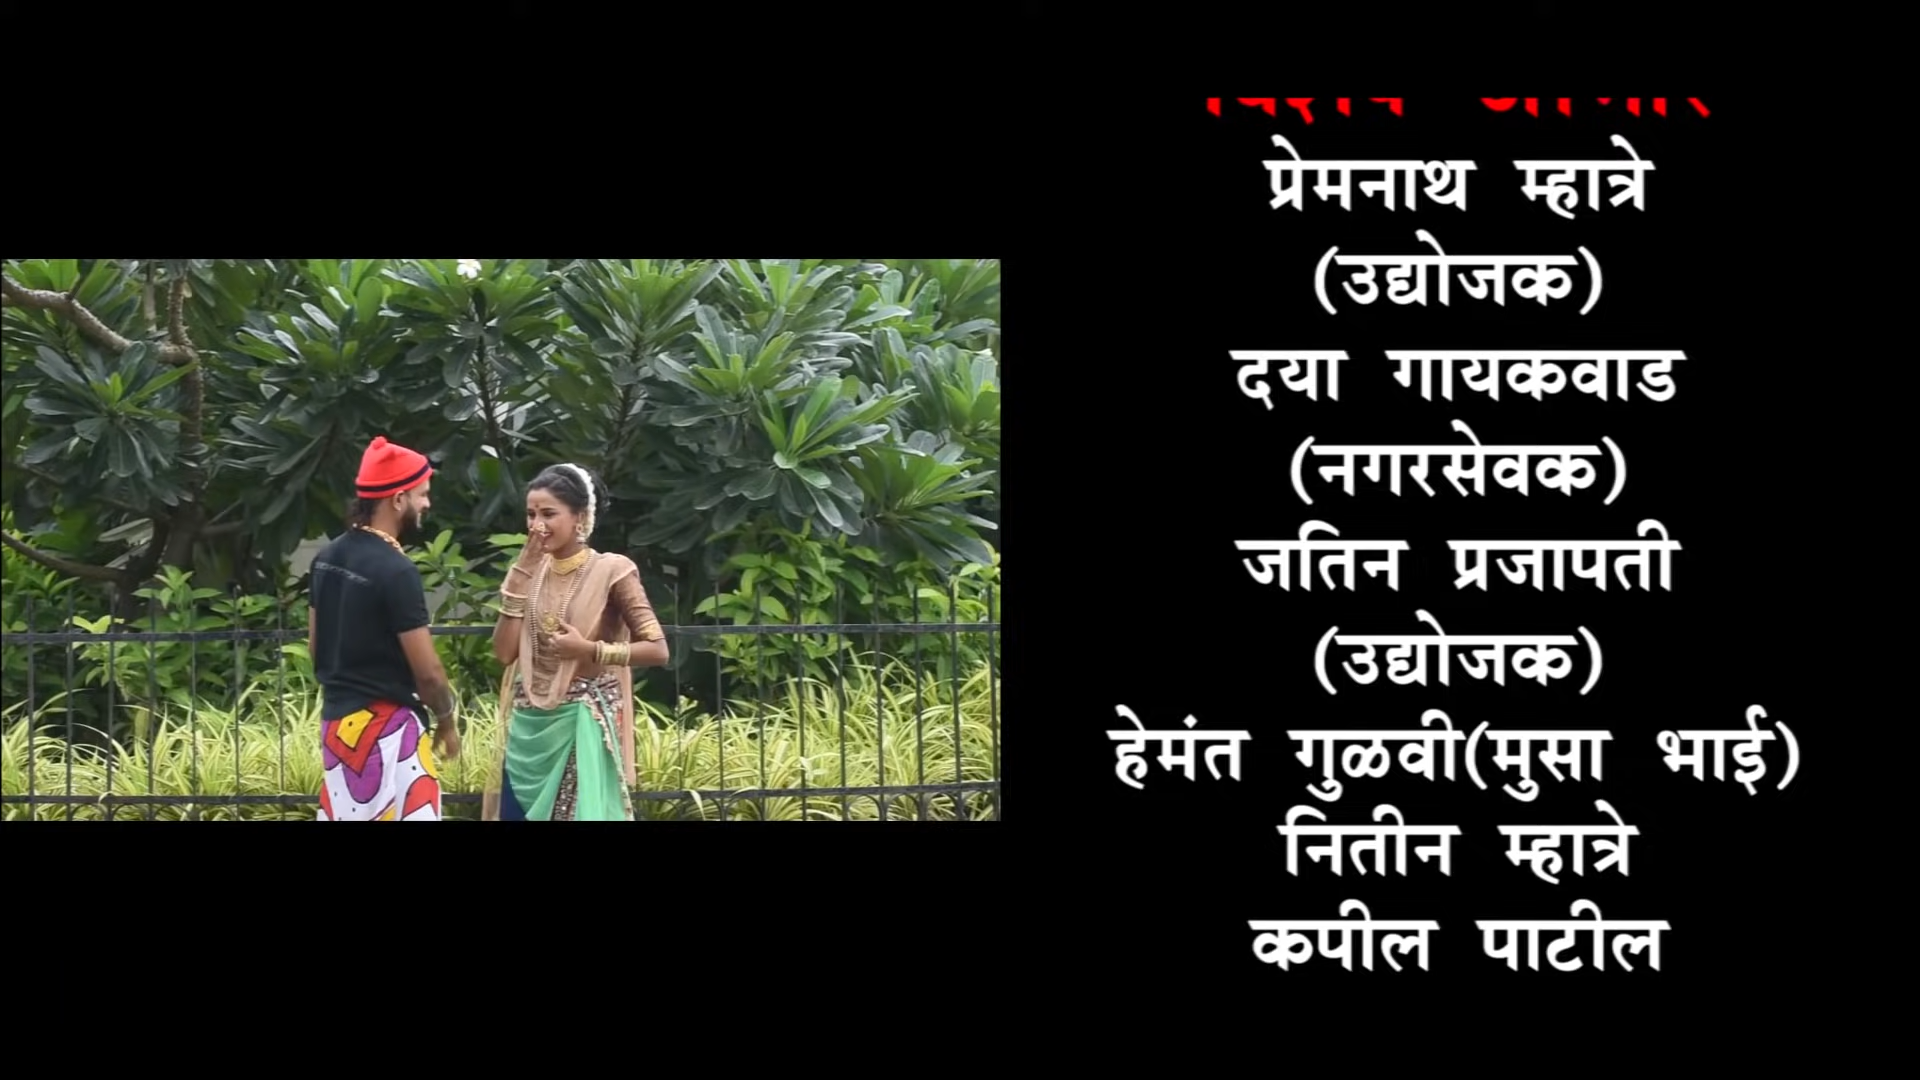 प्रेमनाथ म्हात्रे
(उद्योजक)
दया गायकवाड
(नगरसेवक)
जतिन प्रजापती
(उद्योजक)
हेमंत गुळवी(मुसा भाई)
नितीन म्हात्रे
कपील पाटील